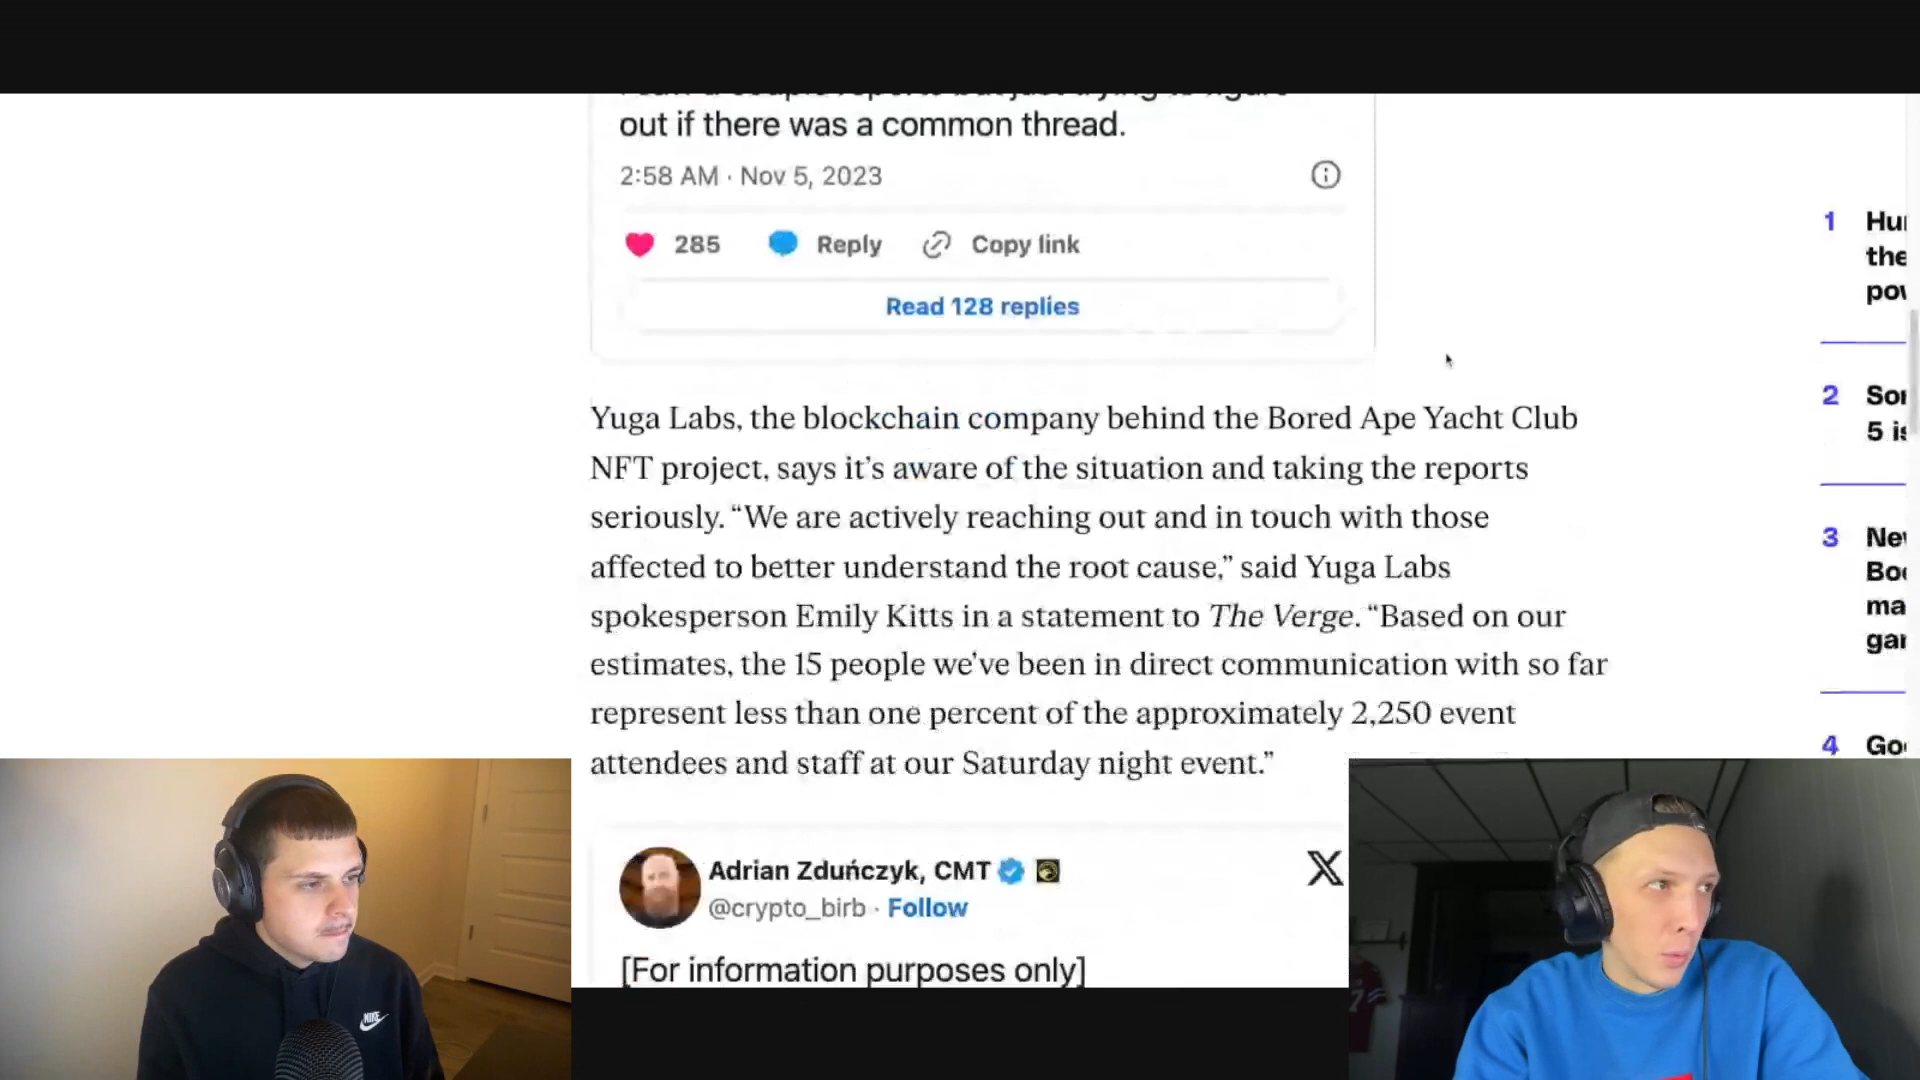 out if there was a common thread.
2:58 AM · Nov 5, 2023
285 Reply Copy link
Read 128 replies
Yuga Labs, the blockchain company behind the Bored Ape Yacht Club
NFT project, says it’s aware of the situation and taking the reports
seriously. “We are actively reaching out and in touch with those
affected to better understand the root cause,” said Yuga Labs
spokesperson Emily Kitts in a statement to The Verge. “Based on our
estimates, the 15 people we’ve been in direct communication with so far
represent less than one percent of the approximately 2,250 event
attendees and staff at our Saturday night event.”
Adrian Zduńczyk, CMT
@crypto_birb · Follow
[For information purposes only]
1
the
2
5
3
4
NIKE